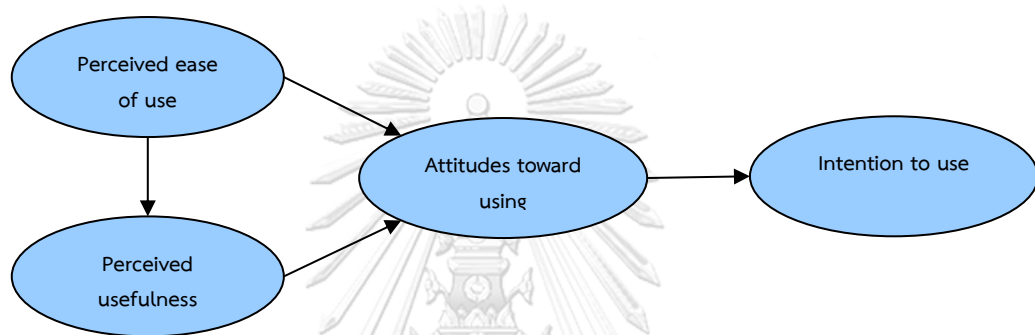 Perceived ease
of use
Attitudes toward
using
Intention to use
Perceived
usefulness